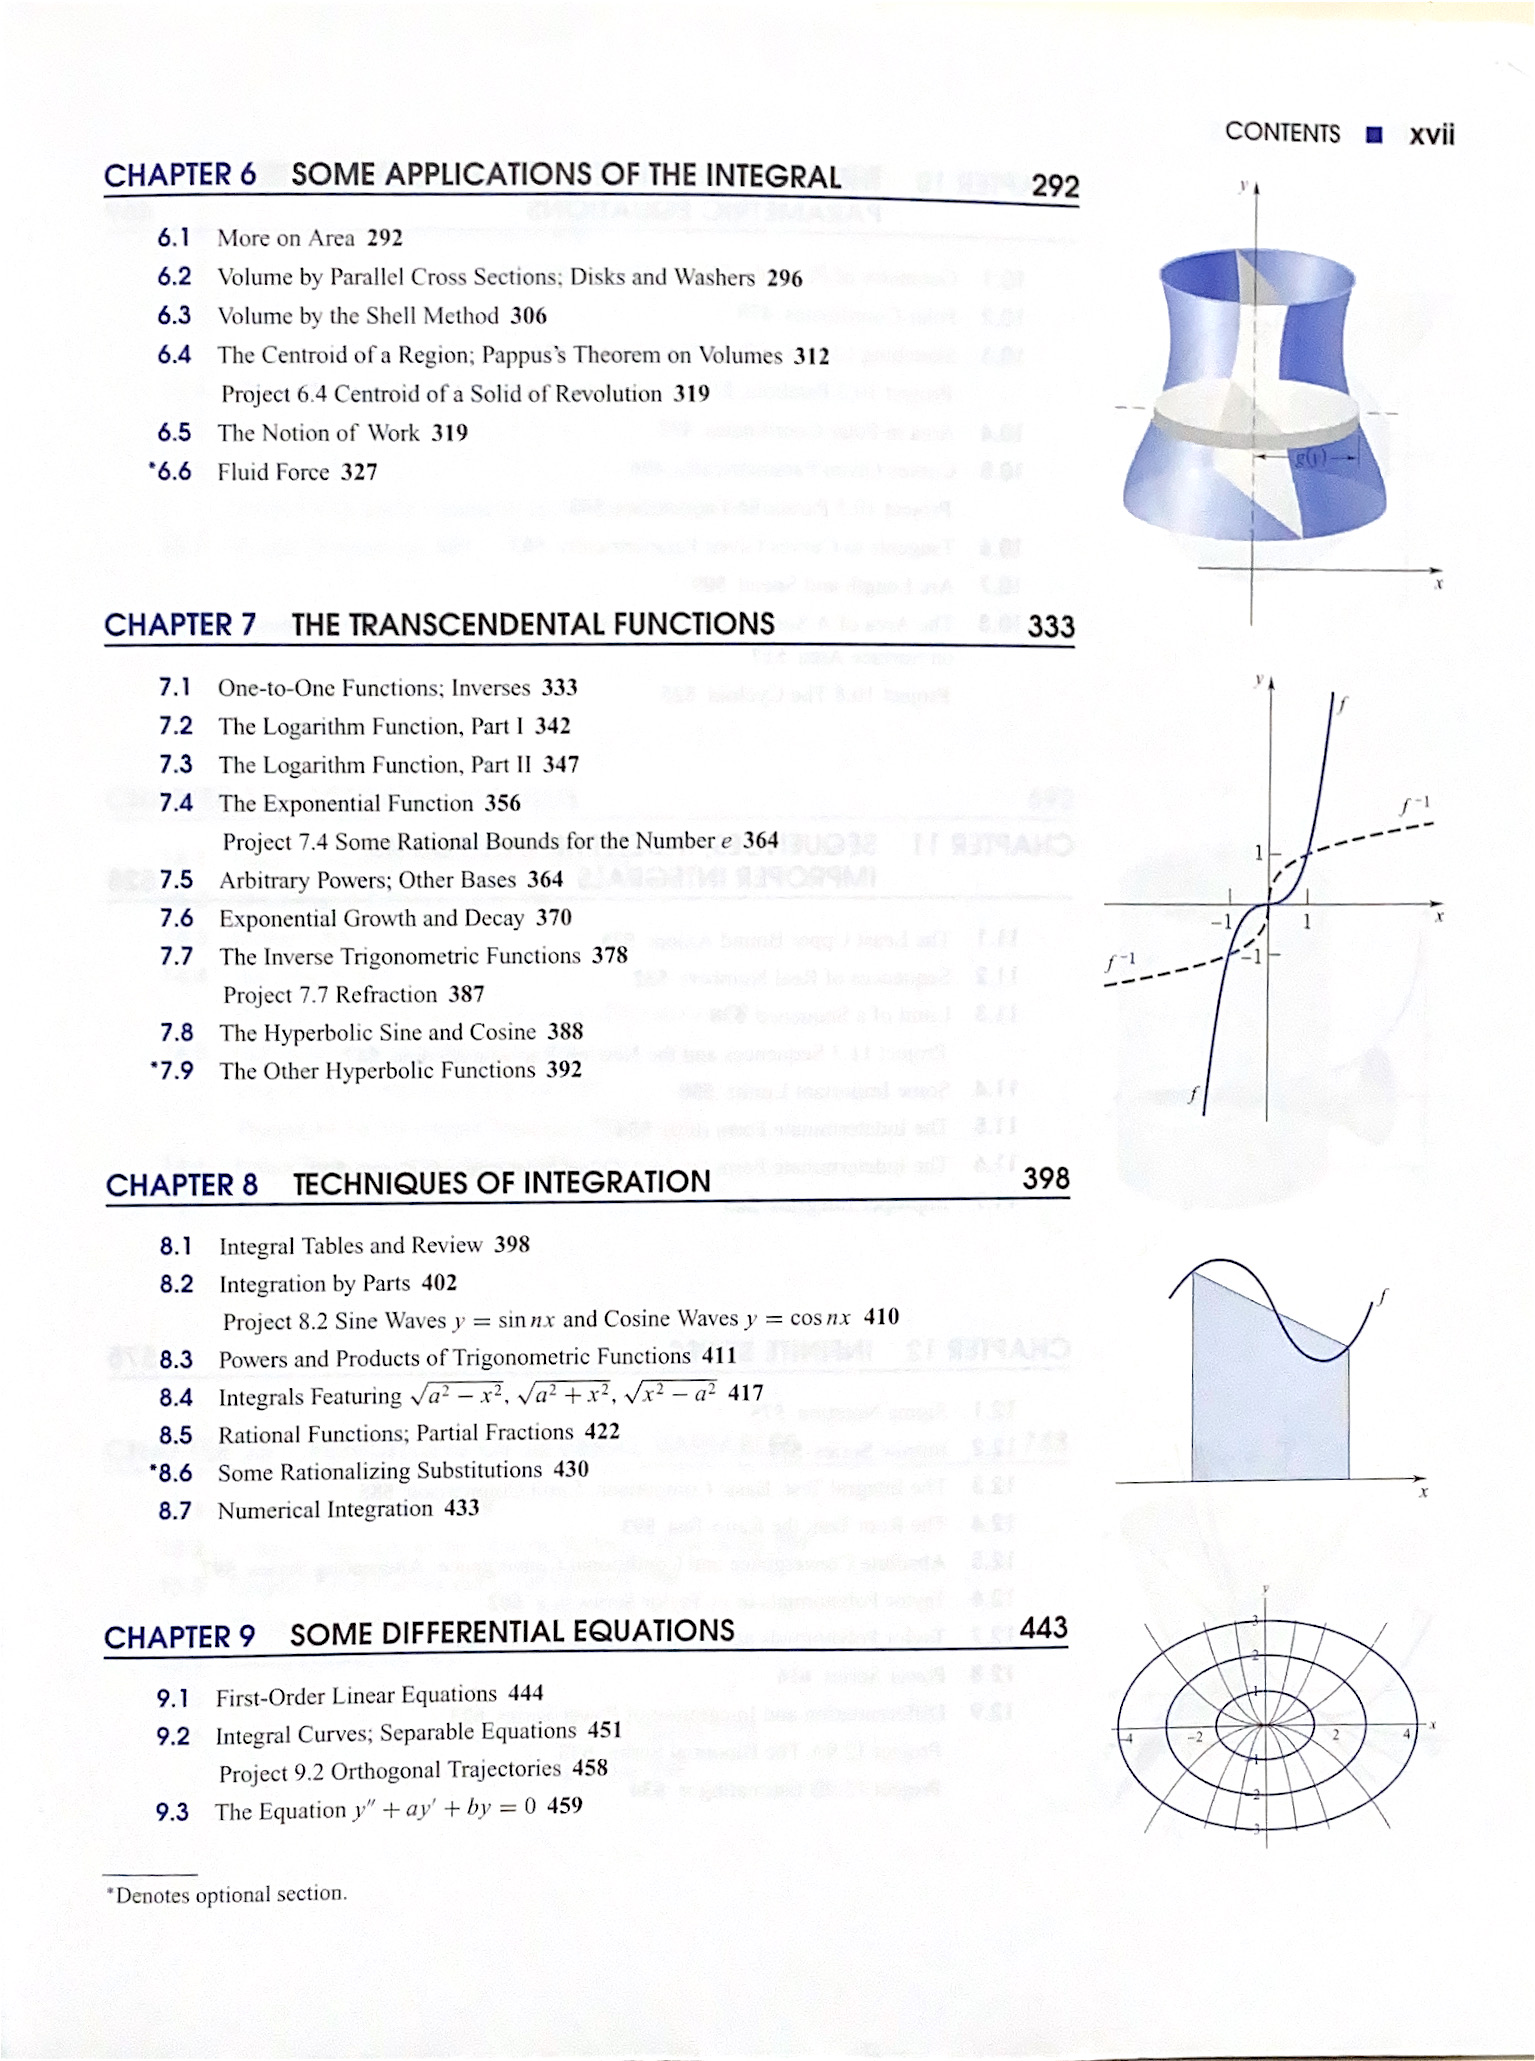 CONTENTS ■ xvii
CHAPTER 6 SOME APPLICATIONS OF THE INTEGRAL 292
6.1 More on Area 292
6.2 Volume by Parallel Cross Sections; Disks and Washers 296
6.3 Volume by the Shell Method 306
6.4 The Centroid of a Region; Pappus's Theorem on Volumes 312
Project 6.4 Centroid of a Solid of Revolution 319
6.5 The Notion of Work 319
*6.6 Fluid Force 327
y
g(y)
x
CHAPTER 7 THE TRANSCENDENTAL FUNCTIONS 333
7.1 One-to-One Functions; Inverses 333
7.2 The Logarithm Function, Part I 342
7.3 The Logarithm Function, Part II 347
7.4 The Exponential Function 356
Project 7.4 Some Rational Bounds for the Number e 364
7.5 Arbitrary Powers; Other Bases 364
7.6 Exponential Growth and Decay 370
7.7 The Inverse Trigonometric Functions 378
Project 7.7 Refraction 387
7.8 The Hyperbolic Sine and Cosine 388
*7.9 The Other Hyperbolic Functions 392
y
f
f⁻¹
1
−1 1 x
f⁻¹ −1
f
CHAPTER 8 TECHNIQUES OF INTEGRATION 398
8.1 Integral Tables and Review 398
8.2 Integration by Parts 402
Project 8.2 Sine Waves y = sin nx and Cosine Waves y = cos nx 410
8.3 Powers and Products of Trigonometric Functions 411
8.4 Integrals Featuring √(a² − x²), √(a² + x²), √(x² − a²) 417
8.5 Rational Functions; Partial Fractions 422
*8.6 Some Rationalizing Substitutions 430
8.7 Numerical Integration 433
f
x
CHAPTER 9 SOME DIFFERENTIAL EQUATIONS 443
9.1 First-Order Linear Equations 444
9.2 Integral Curves; Separable Equations 451
Project 9.2 Orthogonal Trajectories 458
9.3 The Equation y″ + ay′ + by = 0 459
y
3
2
1
−4 −2 2 4 x
−1
−2
−3
*Denotes optional section.